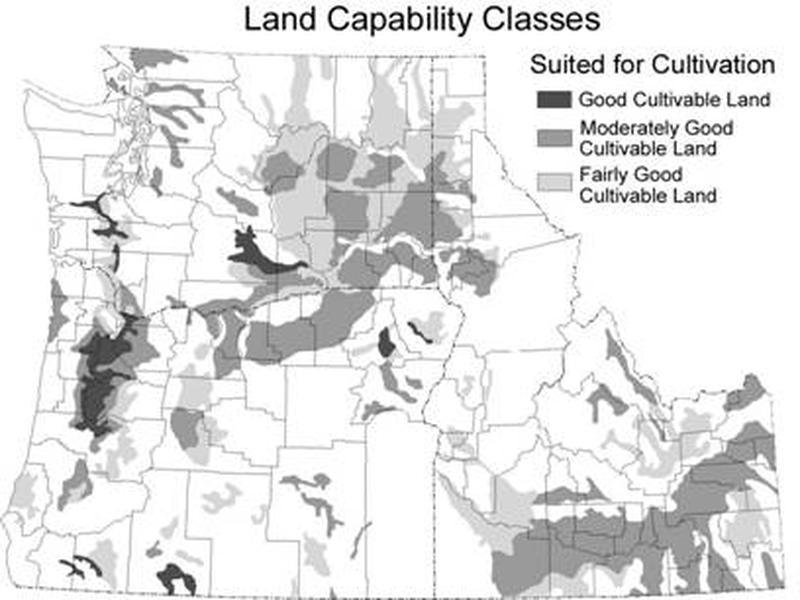 Land Capability Classes
Suited for Cultivation
Good Cultivable Land
Moderately Good
Cultivable Land
Fairly Good
Cultivable Land